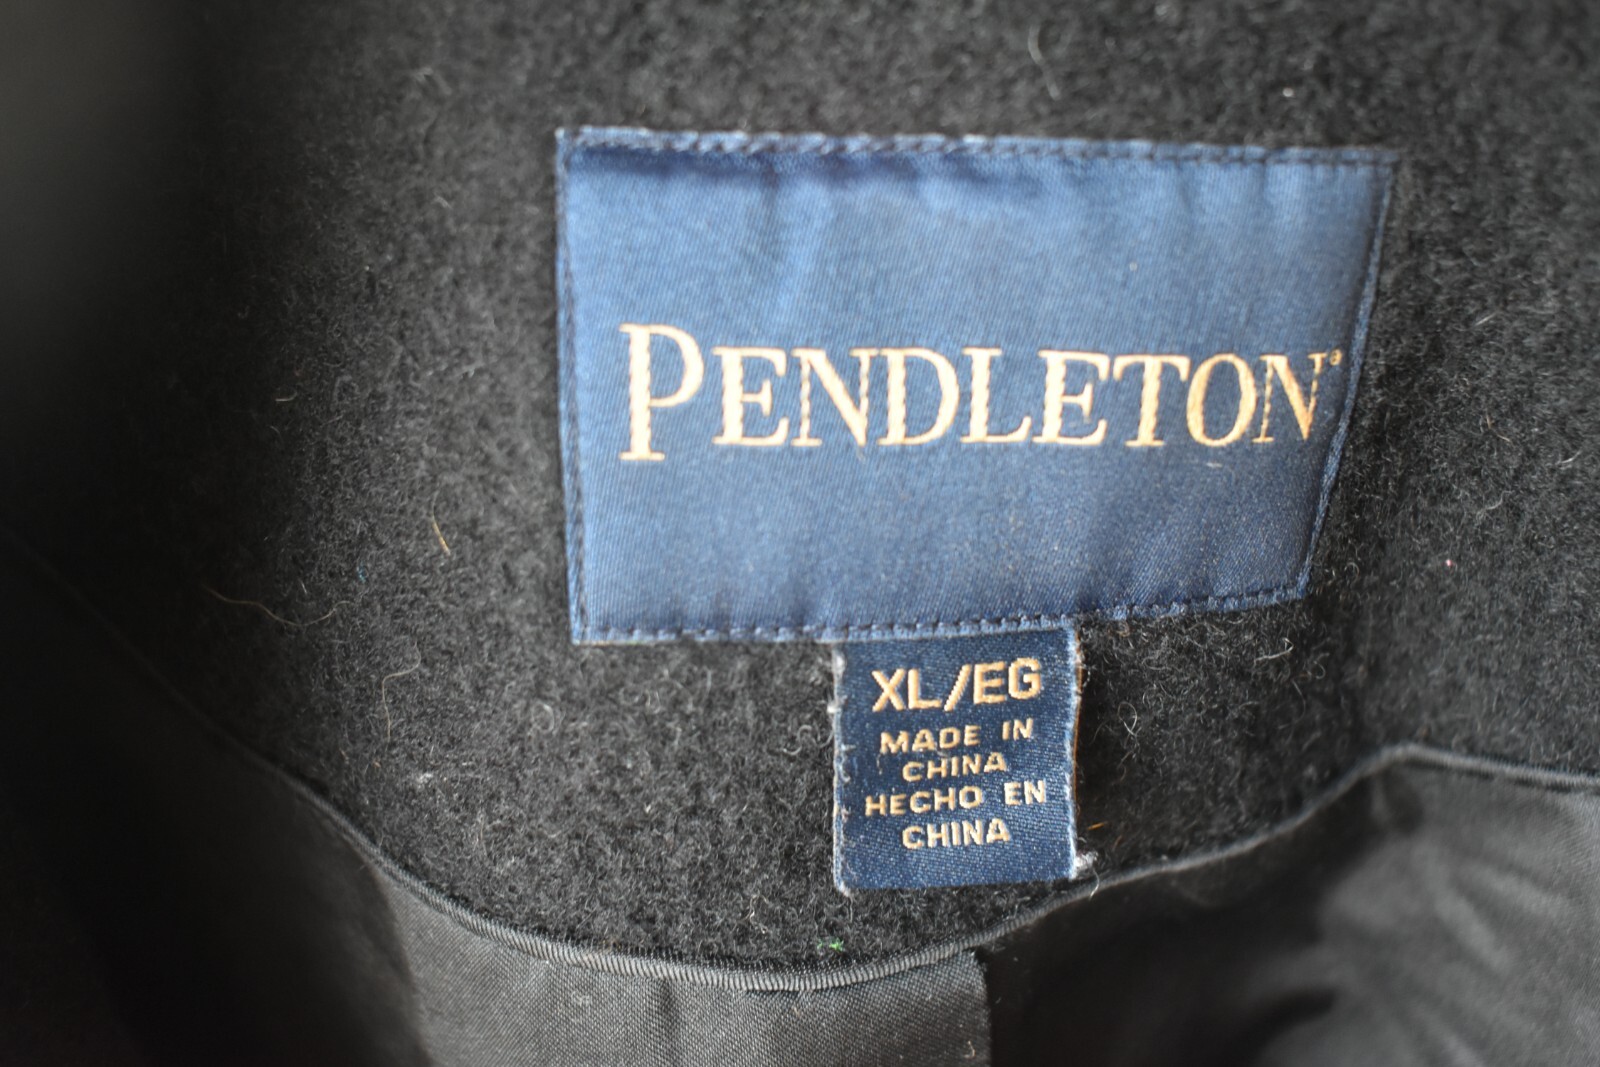 PENDLETON®
XL/EG
MADE IN
CHINA
HECHO EN
CHINA